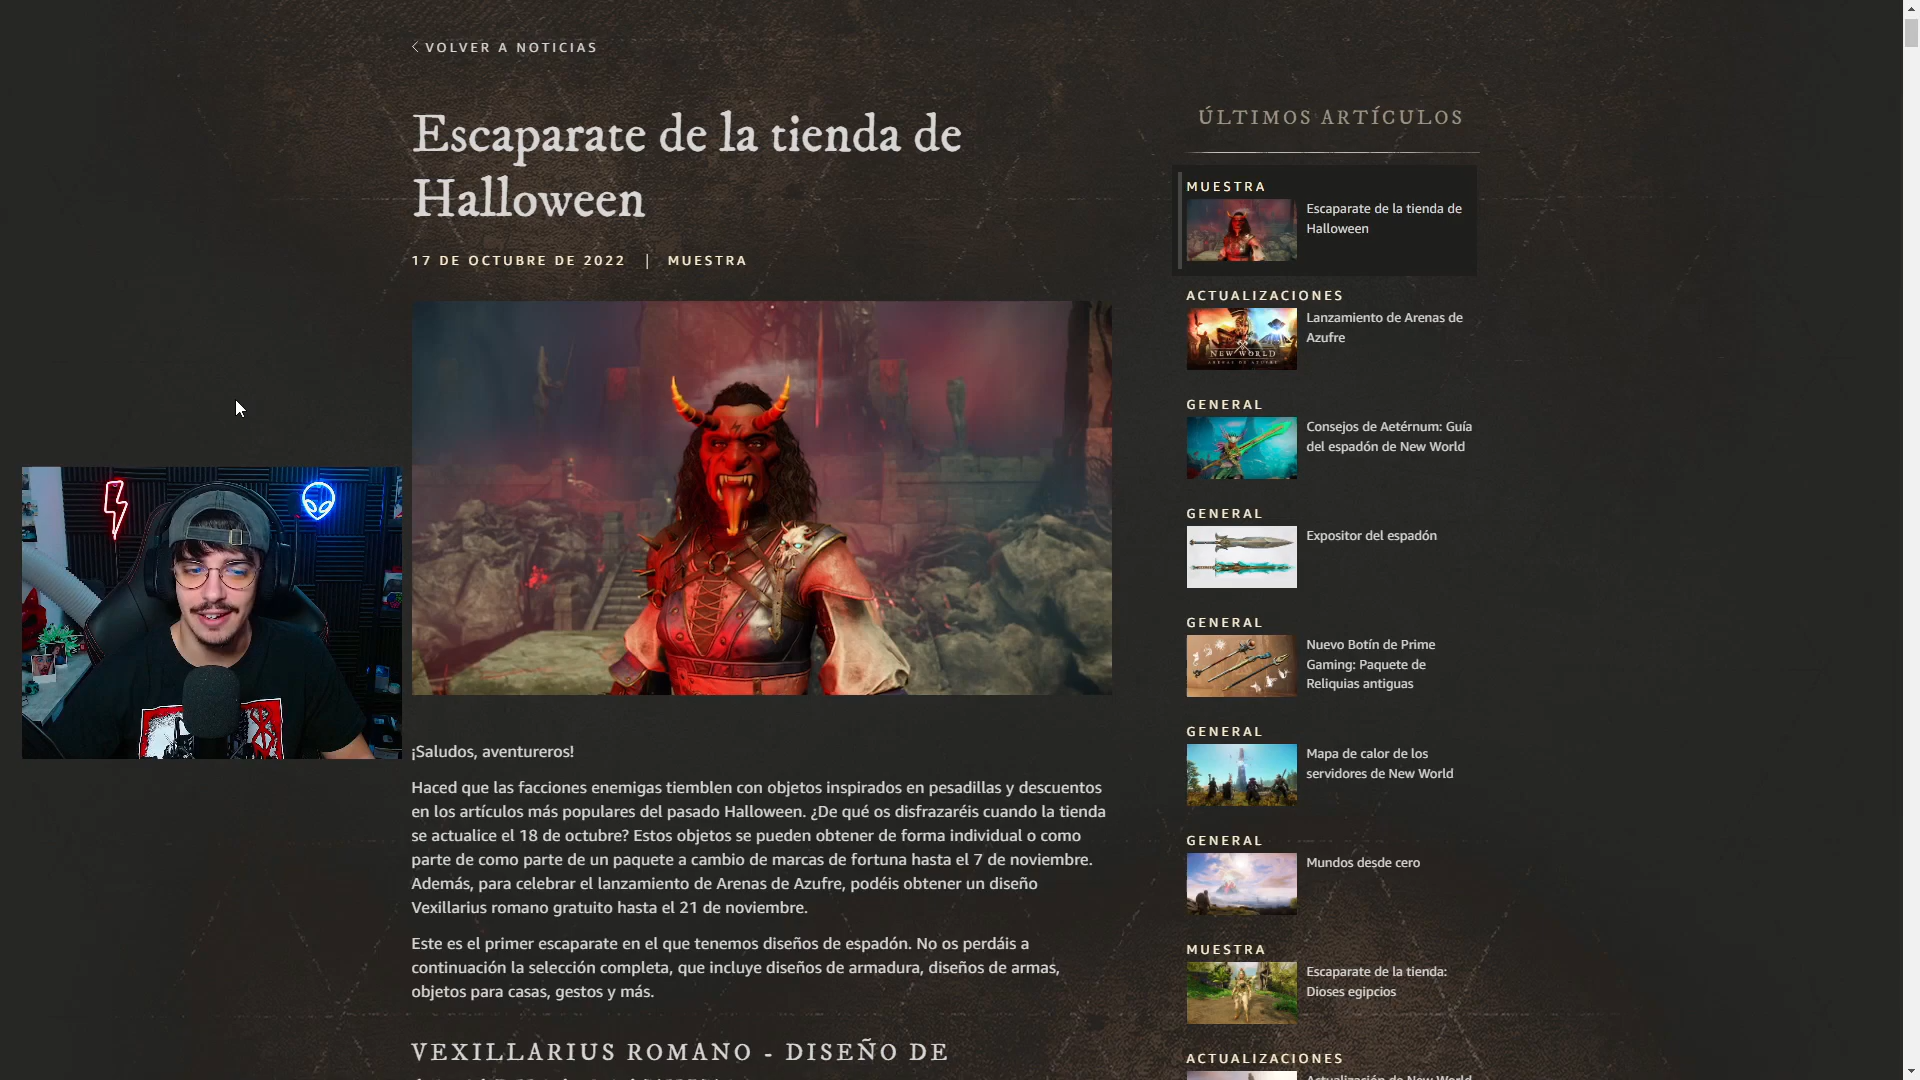 VOLVER A NOTICIAS
Escaparate de la tienda de
Halloween
17 DE OCTUBRE DE 2022 | MUESTRA
¡Saludos, aventureros!
Haced que las facciones enemigas tiemblen con objetos inspirados en pesadillas y descuentos
en los artículos más populares del pasado Halloween. ¿De qué os disfrazaréis cuando la tienda
se actualice el 18 de octubre? Estos objetos se pueden obtener de forma individual o como
parte de como parte de un paquete a cambio de marcas de fortuna hasta el 7 de noviembre.
Además, para celebrar el lanzamiento de Arenas de Azufre, podéis obtener un diseño
Vexillarius romano gratuito hasta el 21 de noviembre.
Este es el primer escaparate en el que tenemos diseños de espadón. No os perdáis a
continuación la selección completa, que incluye diseños de armadura, diseños de armas,
objetos para casas, gestos y más.
VEXILLARIUS ROMANO - DISEÑO DE
ÚLTIMOS ARTÍCULOS
MUESTRA
Escaparate de la tienda de
Halloween
ACTUALIZACIONES
NEW WORLD
Lanzamiento de Arenas de
Azufre
GENERAL
Consejos de Aetérnum: Guía
del espadón de New World
GENERAL
Expositor del espadón
GENERAL
Nuevo Botín de Prime
Gaming: Paquete de
Reliquias antiguas
GENERAL
Mapa de calor de los
servidores de New World
GENERAL
Mundos desde cero
MUESTRA
Escaparate de la tienda:
Dioses egipcios
ACTUALIZACIONES
Actualización de New World